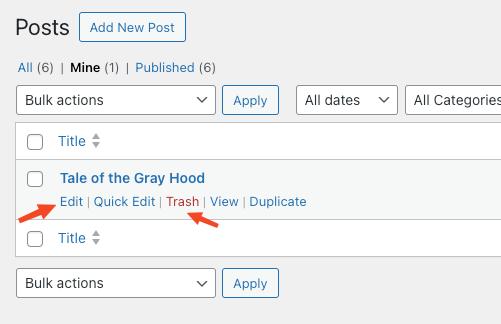 Posts Add New Post
All (6) | Mine (1) | Published (6)
Bulk actions Apply All dates All Categories
Title
Tale of the Gray Hood
Edit | Quick Edit | Trash | View | Duplicate
Title
Bulk actions Apply